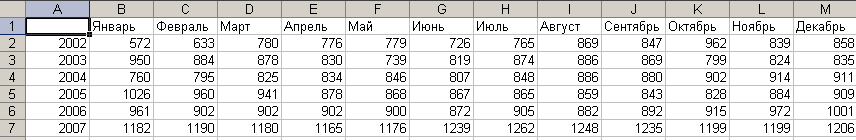 A B C D E F G H I J K L M
1 Январь Февраль Март Апрель Май Июнь Июль Август Сентябрь Октябрь Ноябрь Декабрь
2 2002 572 633 780 776 779 726 765 869 847 962 839 858
3 2003 950 884 878 830 739 819 874 886 869 799 824 835
4 2004 760 795 825 834 846 807 848 886 880 902 914 911
5 2005 1026 960 941 878 868 867 865 859 843 828 884 909
6 2006 961 902 902 902 900 872 905 882 892 915 972 1001
7 2007 1182 1190 1180 1165 1176 1239 1262 1248 1235 1199 1199 1206